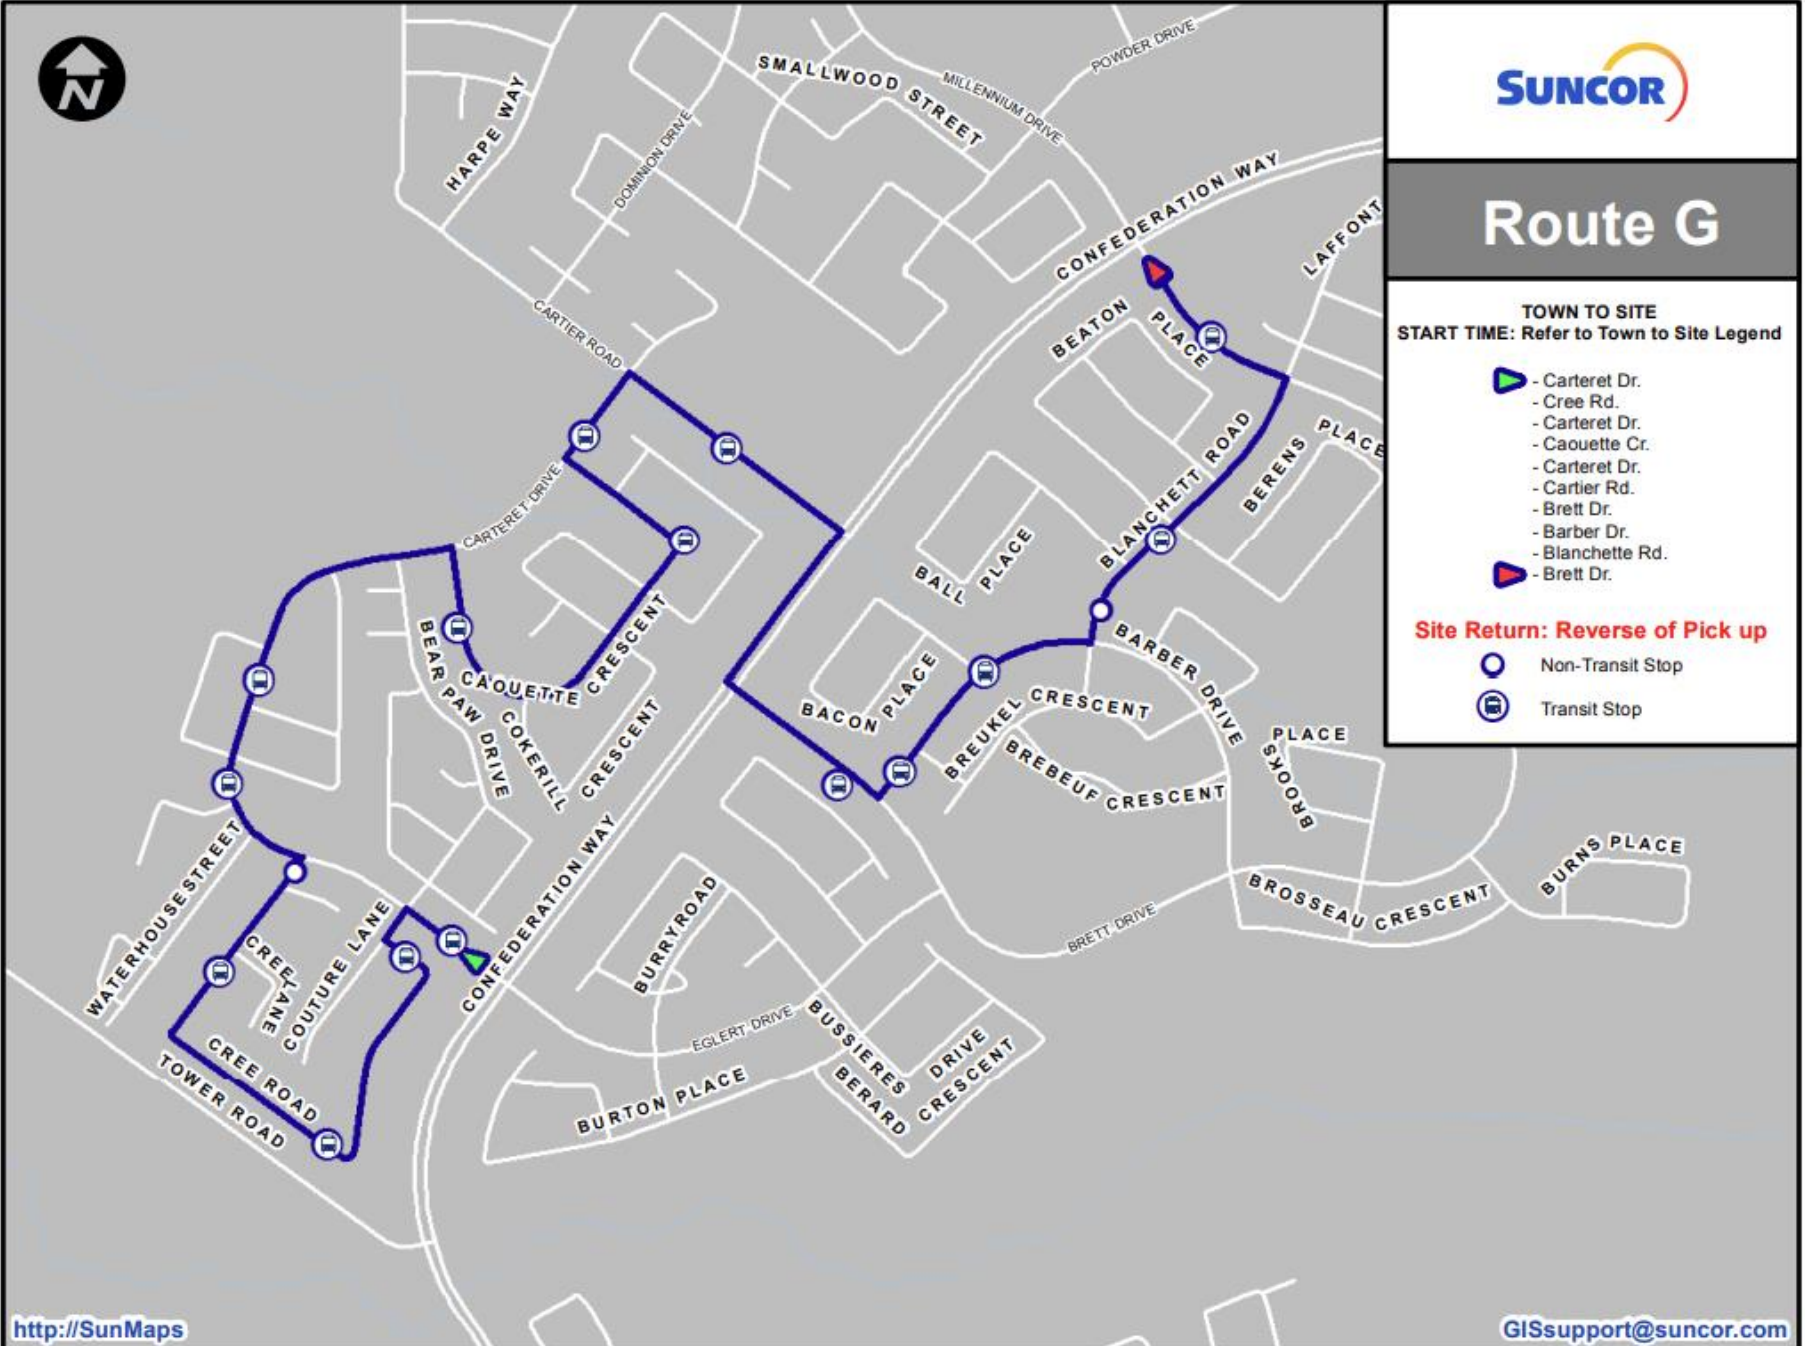 N
SUNCOR
Route G
TOWN TO SITE
START TIME: Refer to Town to Site Legend
- Carteret Dr.
- Cree Rd.
- Carteret Dr.
- Caouette Cr.
- Carteret Dr.
- Cartier Rd.
- Brett Dr.
- Barber Dr.
- Blanchette Rd.
- Brett Dr.
Site Return: Reverse of Pick up
Non-Transit Stop
Transit Stop
HARPE WAY
DOMINION DRIVE
SMALLWOOD STREET
MILLENNIUM DRIVE
POWDER DRIVE
CONFEDERATION WAY
LAFFONT
CARTIER ROAD
BEATON PLACE
BLANCHETT ROAD
BERENS PLACE
CARTERET DRIVE
BALL PLACE
BEAR PAW DRIVE
CAOUETTE CRESCENT
COKERILL CRESCENT
BACON PLACE
BARBER DRIVE
BREUKEL CRESCENT
BREBEUF CRESCENT
BROOKS PLACE
BURNS PLACE
BROSSEAU CRESCENT
BRETT DRIVE
WATERHOUSE STREET
CREE LANE
COUTURE LANE
CONFEDERATION WAY
BURRY ROAD
EGLERT DRIVE
BUSSIERES DRIVE
BERARD CRESCENT
BURTON PLACE
CREE ROAD
TOWER ROAD
http://SunMaps
GISsupport@suncor.com